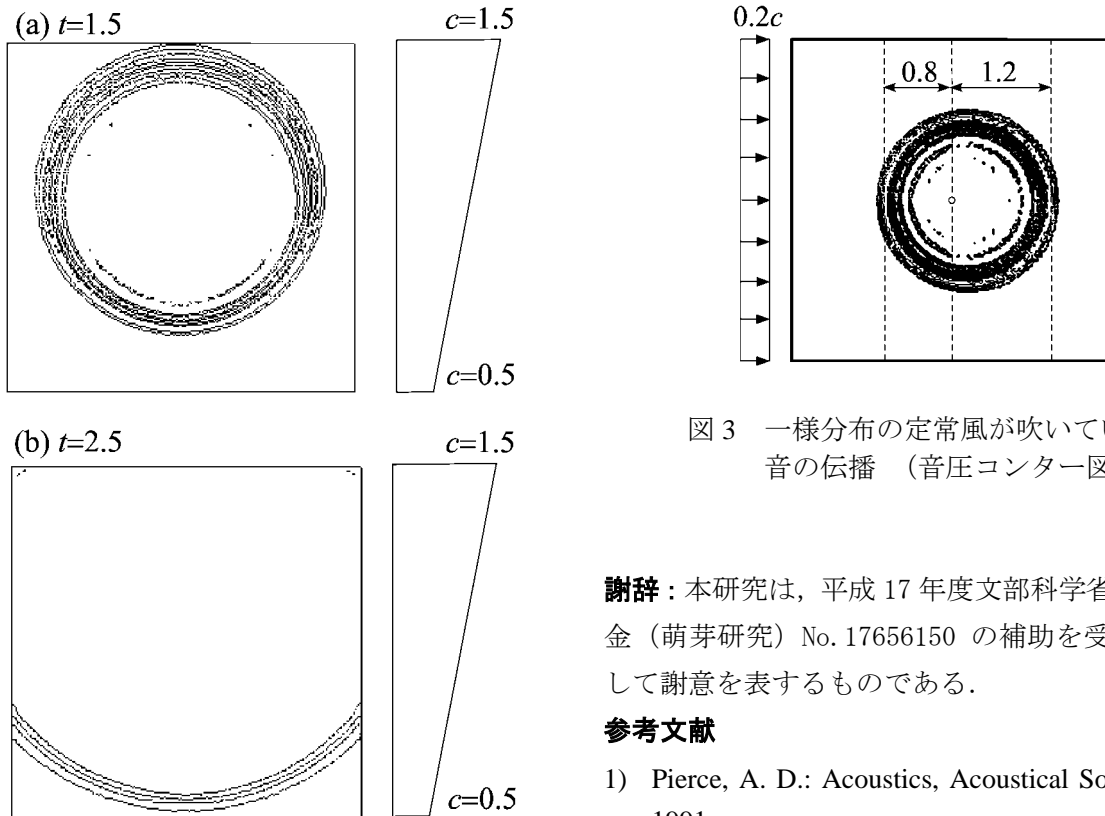 (a) t=1.5
c=1.5
c=0.5
(b) t=2.5
c=1.5
c=0.5
0.2c
0.8 1.2
図 3 一様分布の定常風が吹いて
音の伝播 (音圧コンター図
謝辞:本研究は,平成 17 年度文部科学省
金(萌芽研究)No.17656150 の補助を受
して謝意を表するものである.
参考文献
1) Pierce, A. D.: Acoustics, Acoustical So
1991